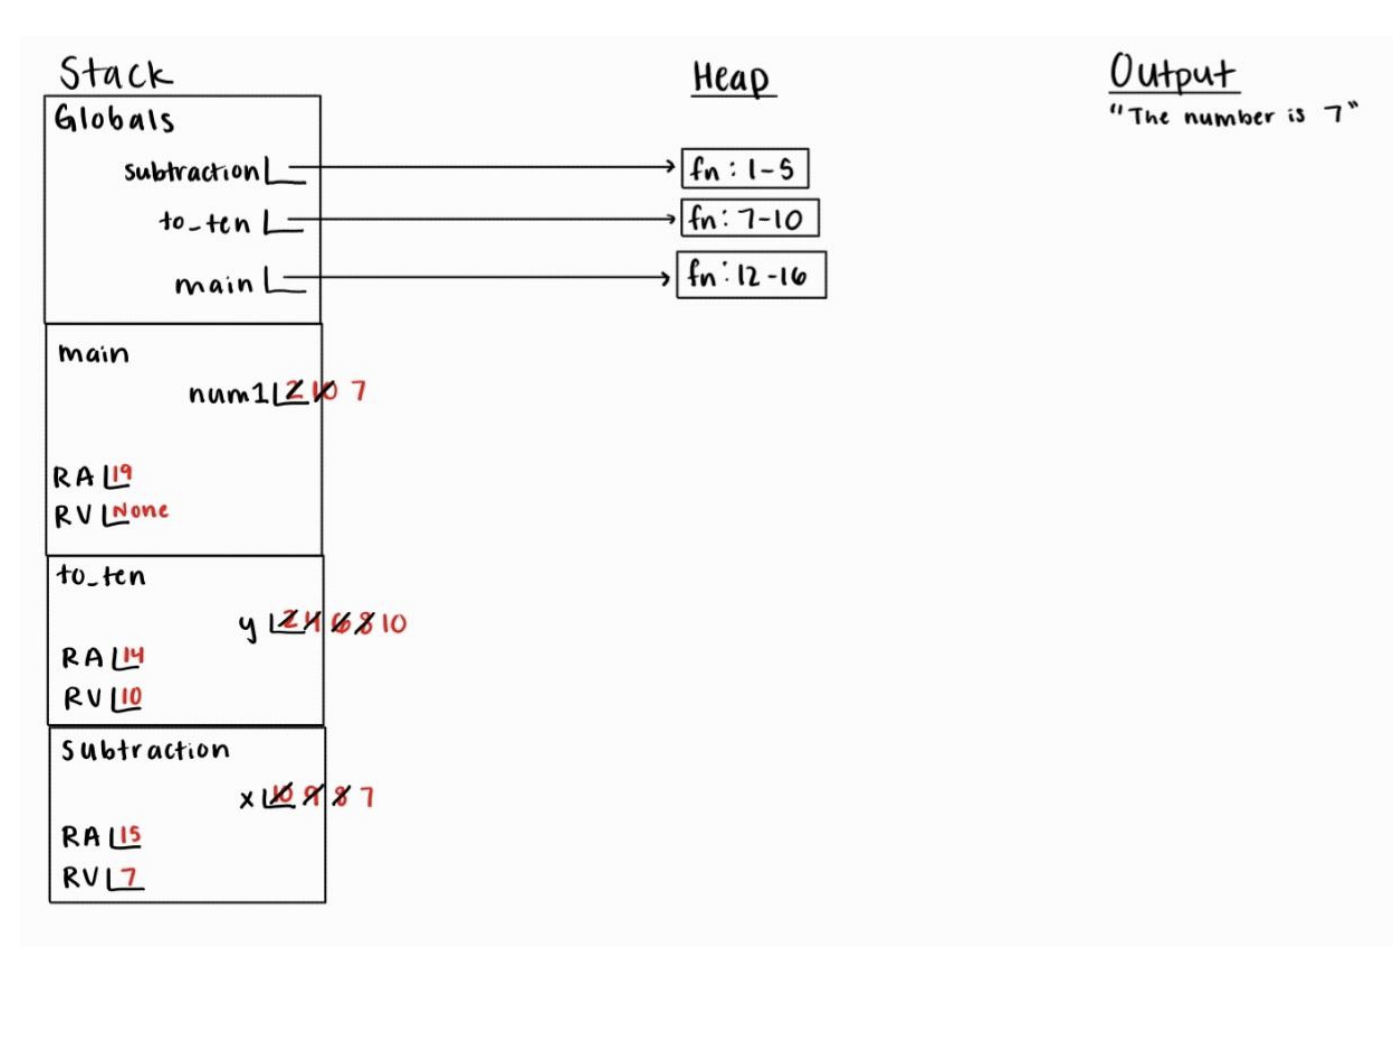 Stack
Heap
Output
Globals
"The number is 7"
subtraction
fn: 1-5
to_ten
fn: 7-10
main
fn: 12-16
main
num1 2 10 7
RA 19
RV None
to_ten
y 2 4 6 8 10
RA 14
RV 10
subtraction
x 10 9 8 7
RA 15
RV 7